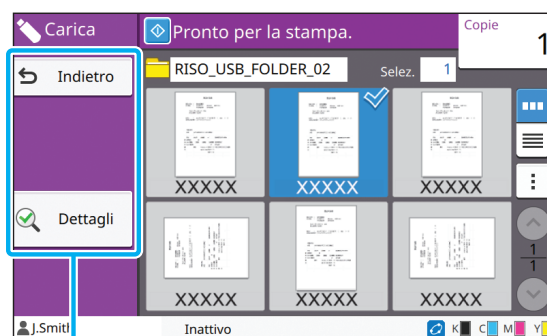 Carica
Pronto per la stampa.
Copie
1
Indietro
RISO_USB_FOLDER_02
Selez.
1
XXXXX
XXXXX
XXXXX
Dettagli
1
1
XXXXX
XXXXX
XXXXX
J.Smith
Inattivo
K C M Y